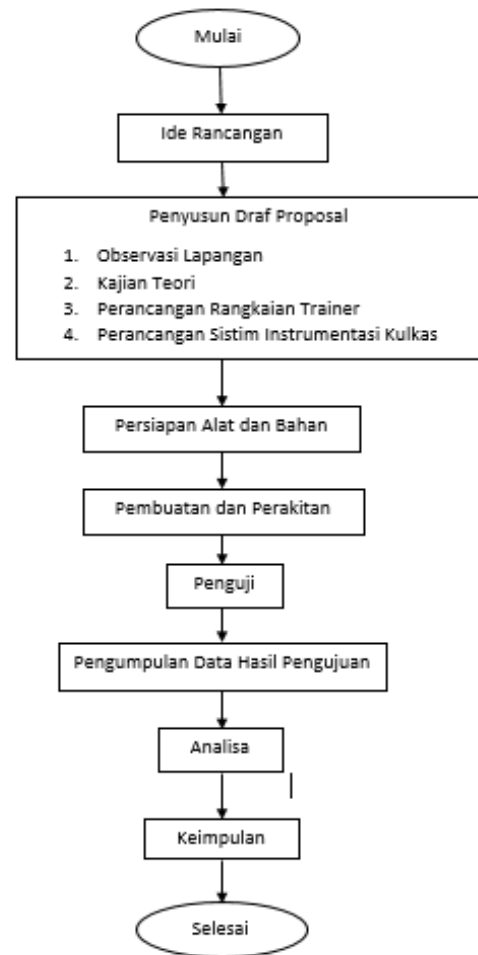 Mulai
Ide Rancangan
Penyusun Draf Proposal
1. Observasi Lapangan
2. Kajian Teori
3. Perancangan Rangkaian Trainer
4. Perancangan Sistim Instrumentasi Kulkas
Persiapan Alat dan Bahan
Pembuatan dan Perakitan
Penguji
Pengumpulan Data Hasil Pengujuan
Analisa
Keimpulan
Selesai